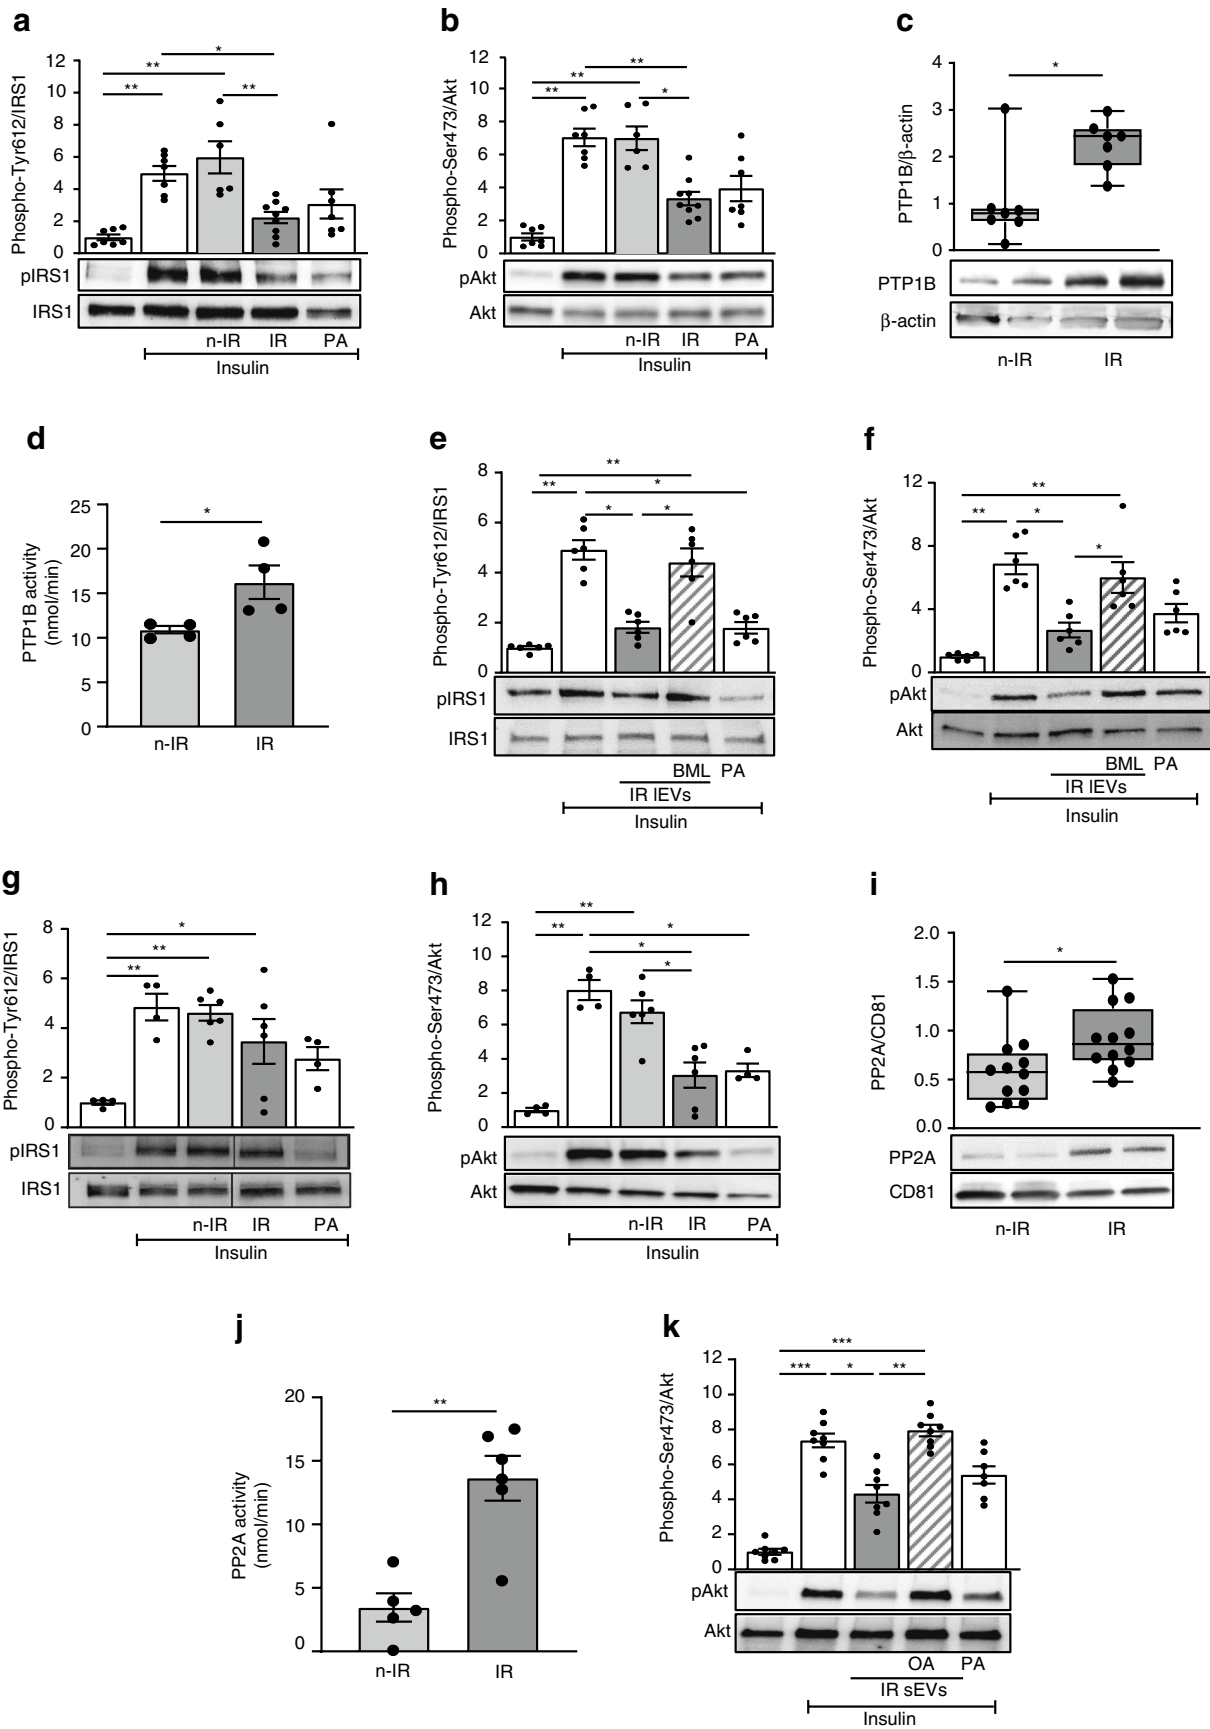 a
Phospho-Tyr612/IRS1
12
10
8
6
4
2
0
*
**
** **
pIRS1
IRS1
n-IR IR PA
Insulin
b
Phospho-Ser473/Akt
12
10
8
6
4
2
0
**
**
** *
pAkt
Akt
n-IR IR PA
Insulin
c
PTP1B/β-actin
4
3
2
1
0
*
PTP1B
β-actin
n-IR IR
d
PTP1B activity
(nmol/min)
25
20
15
10
5
0
*
n-IR IR
e
Phospho-Tyr612/IRS1
8
6
4
2
0
**
** *
* *
pIRS1
IRS1
BML PA
IR lEVs
Insulin
f
Phospho-Ser473/Akt
12
8
4
0
**
** *
*
pAkt
Akt
BML PA
IR lEVs
Insulin
g
Phospho-Tyr612/IRS1
8
6
4
2
0
*
**
**
pIRS1
IRS1
n-IR IR PA
Insulin
h
Phospho-Ser473/Akt
12
10
8
6
4
2
0
**
** *
*
*
pAkt
Akt
n-IR IR PA
Insulin
i
PP2A/CD81
2.0
1.5
1.0
0.5
0.0
*
PP2A
CD81
n-IR IR
j
PP2A activity
(nmol/min)
20
15
10
5
0
**
n-IR IR
k
Phospho-Ser473/Akt
12
10
8
6
4
2
0
***
*** * **
pAkt
Akt
OA PA
IR sEVs
Insulin